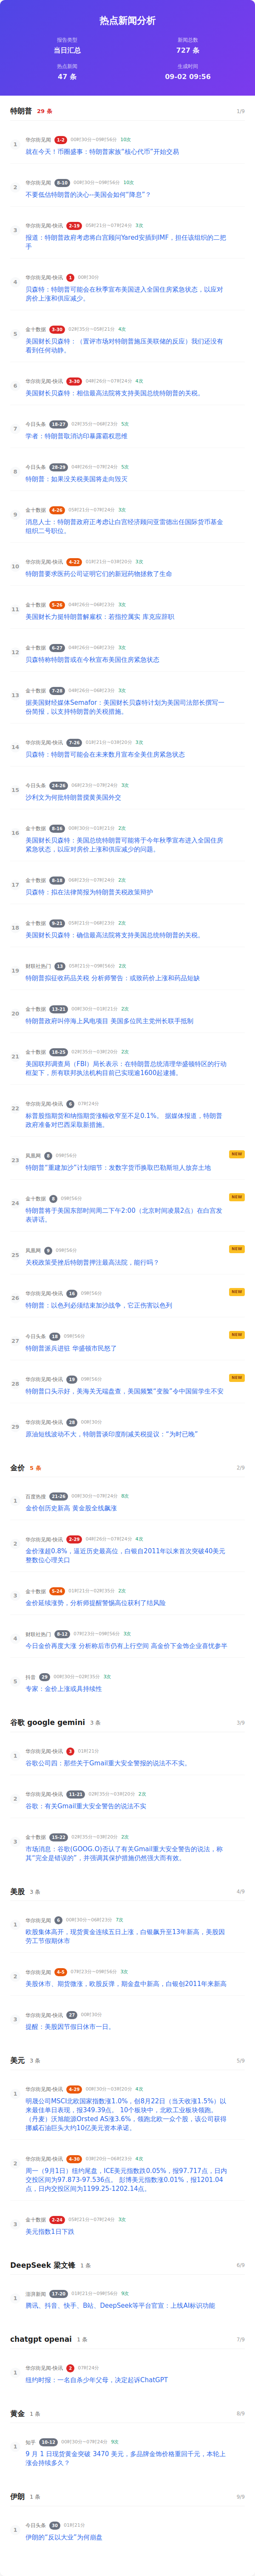 热点新闻分析
报告类型
新闻总数
当日汇总
727 条
热点新闻
生成时间
47 条
09-02 09:56
特朗普 29 条 1/9
1
华尔街见闻 1-2 00时30分~09时56分 10次
就在今天！币圈盛事：特朗普家族“核心代币”开始交易
2
华尔街见闻 8-10 00时30分~09时56分 10次
不要低估特朗普的决心--美国会如何“降息”？
3
华尔街见闻-快讯 2-19 05时21分~07时24分 3次
报道：特朗普政府考虑将白宫顾问Yared安插到IMF，担任该组织的二把
手
4
华尔街见闻-快讯 1 00时30分
贝森特：特朗普可能会在秋季宣布美国进入全国住房紧急状态，以应对
房价上涨和供应减少。
5
金十数据 3-30 02时35分~05时21分 4次
美国财长贝森特：（置评市场对特朗普施压美联储的反应）我们还没有
看到任何动静。
6
华尔街见闻-快讯 3-30 04时26分~07时24分 4次
美国财长贝森特：相信最高法院将支持美国总统特朗普的关税。
7
今日头条 18-27 02时35分~06时23分 5次
学者：特朗普取消访印暴露霸权思维
8
今日头条 20-29 04时26分~07时24分 5次
特朗普：如果没关税美国将走向毁灭
9
金十数据 4-26 05时21分~07时24分 3次
消息人士：特朗普政府正考虑让白宫经济顾问亚雷德出任国际货币基金
组织二号职位。
10
华尔街见闻-快讯 4-22 01时21分~03时20分 3次
特朗普要求医药公司证明它们的新冠药物拯救了生命
11
金十数据 5-26 04时26分~06时23分 3次
美国财长力挺特朗普解雇权：若指控属实 库克应辞职
12
金十数据 6-27 04时26分~06时23分 3次
贝森特称特朗普或在今秋宣布美国住房紧急状态
13
金十数据 7-28 04时26分~06时23分 3次
据美国财经媒体Semafor：美国财长贝森特计划为美国司法部长撰写一
份简报，以支持特朗普的关税措施。
14
华尔街见闻-快讯 7-26 01时21分~03时20分 3次
贝森特：特朗普可能会在未来数月宣布全美住房紧急状态
15
今日头条 24-26 06时23分~07时24分 3次
沙利文为何批特朗普搅黄美国外交
16
金十数据 8-16 00时30分~01时21分 2次
美国财长贝森特：美国总统特朗普可能将于今年秋季宣布进入全国住房
紧急状态，以应对房价上涨和供应减少的问题。
17
金十数据 8-18 06时23分~07时24分 2次
贝森特：拟在法律简报为特朗普关税政策辩护
18
金十数据 9-21 05时21分~06时23分 2次
美国财长贝森特：确信最高法院将支持美国总统特朗普的关税。
19
财联社热门 13 05时21分~09时56分 2次
特朗普拟征收药品关税 分析师警告：或致药价上涨和药品短缺
20
金十数据 13-21 00时30分~01时21分 2次
特朗普政府叫停海上风电项目 美国多位民主党州长联手抵制
21
金十数据 18-25 02时35分~03时20分 2次
美国联邦调查局（FBI）局长表示：在特朗普总统清理华盛顿特区的行动
框架下，所有联邦执法机构目前已实现逾1600起逮捕。
22
华尔街见闻-快讯 6 07时24分
标普股指期货和纳指期货涨幅收窄至不足0.1%。 据媒体报道，特朗普
政府准备对巴西采取新措施。
23
凤凰网 8 09时56分 NEW
特朗普“重建加沙”计划细节：发数字货币换取巴勒斯坦人放弃土地
24
金十数据 8 09时56分 NEW
特朗普将于美国东部时间周二下午2:00（北京时间凌晨2点）在白宫发
表讲话。
25
凤凰网 9 09时56分 NEW
关税政策受挫后特朗普押注最高法院，能行吗？
26
华尔街见闻-快讯 16 09时56分 NEW
特朗普：以色列必须结束加沙战争，它正伤害以色列
27
今日头条 18 09时56分 NEW
特朗普派兵进驻 华盛顿市民怒了
28
华尔街见闻-快讯 19 09时56分 NEW
特朗普口头示好，美海关无端盘查，美国频繁“变脸”令中国留学生不安
29
华尔街见闻-快讯 28 00时30分
原油短线波动不大，特朗普谈印度削减关税提议：“为时已晚”
金价 5 条 2/9
1
百度热搜 21-26 00时30分~07时24分 8次
金价创历史新高 黄金股全线飙涨
2
华尔街见闻-快讯 2-29 04时26分~07时24分 4次
金价涨超0.8%，逼近历史最高位，白银自2011年以来首次突破40美元
整数位心理关口
3
金十数据 5-24 01时21分~02时35分 2次
金价延续涨势，分析师提醒警惕高位获利了结风险
4
财联社热门 8-12 07时23分~09时56分 3次
今日金价再度大涨 分析称后市仍有上行空间 高金价下金饰企业喜忧参半
5
抖音 29 00时30分~02时35分 3次
专家：金价上涨或具持续性
谷歌 google gemini 3 条 3/9
1
华尔街见闻-快讯 2 01时21分
谷歌公司四：那些关于Gmail重大安全警报的说法不不实。
2
华尔街见闻-快讯 11-21 02时35分~03时20分 2次
谷歌：有关Gmail重大安全警告的说法不实
3
金十数据 15-22 02时35分~03时20分 2次
市场消息：谷歌(GOOG.O)否认了有关Gmail重大安全警告的说法，称
其“完全是错误的”，并强调其保护措施仍然强大而有效。
美股 3 条 4/9
1
华尔街见闻 6 00时30分~06时23分 7次
欧股集体高开，现货黄金连续五日上涨，白银飙升至13年新高，美股因
劳工节假期休市
2
华尔街见闻 4-5 07时23分~09时56分 3次
美股休市、期货微涨，欧股反弹，期金盘中新高，白银创2011年来新高
3
华尔街见闻-快讯 27 00时30分
提醒：美股因节假日休市一日。
美元 3 条 5/9
1
华尔街见闻-快讯 4-29 00时30分~03时20分 4次
明晟公司MSCI北欧国家指数涨1.0%，创8月22日（当天收涨1.5%）以
来最佳单日表现，报349.39点。 10个板块中，北欧工业板块领跑。
（丹麦）沃旭能源Orsted AS涨3.6%，领跑北欧一众个股，该公司获得
挪威石油巨头大约10亿美元资本承诺。
2
华尔街见闻-快讯 4-30 03时20分~06时23分 4次
周一（9月1日）纽约尾盘，ICE美元指数跌0.05%，报97.717点，日内
交投区间为97.873-97.536点。 彭博美元指数涨0.01%，报1201.04
点，日内交投区间为1199.25-1202.14点。
3
金十数据 2-24 05时21分~07时24分 3次
美元指数1日下跌
DeepSeek 梁文锋 1 条 6/9
1
澎湃新闻 17-20 01时21分~09时56分 9次
腾讯、抖音、快手、B站、DeepSeek等平台官宣：上线AI标识功能
chatgpt openai 1 条 7/9
1
华尔街见闻-快讯 2 07时24分
纽约时报：一名自杀少年父母，决定起诉ChatGPT
黄金 1 条 8/9
1
知乎 10-12 00时30分~07时24分 9次
9 月 1 日现货黄金突破 3470 元，多品牌金饰价格重回千元，本轮上
涨会持续多久？
伊朗 1 条 9/9
1
今日头条 30 01时21分
伊朗的“反以大业”为何崩盘